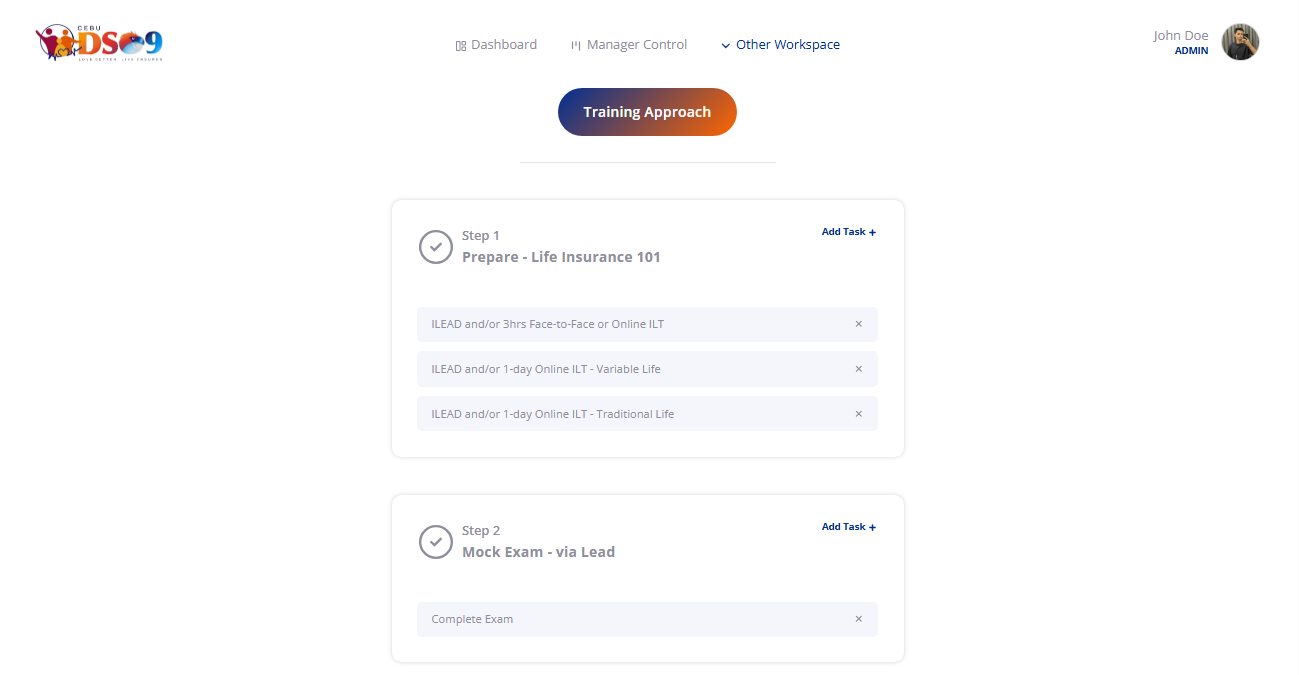 CEBU
DSO9
LOVE BETTER. LIVE INSURED
Dashboard
Manager Control
Other Workspace
John Doe
ADMIN
Training Approach
Step 1
Add Task +
Prepare - Life Insurance 101
ILEAD and/or 3hrs Face-to-Face or Online ILT ×
ILEAD and/or 1-day Online ILT - Variable Life ×
ILEAD and/or 1-day Online ILT - Traditional Life ×
Step 2
Add Task +
Mock Exam - via Lead
Complete Exam ×